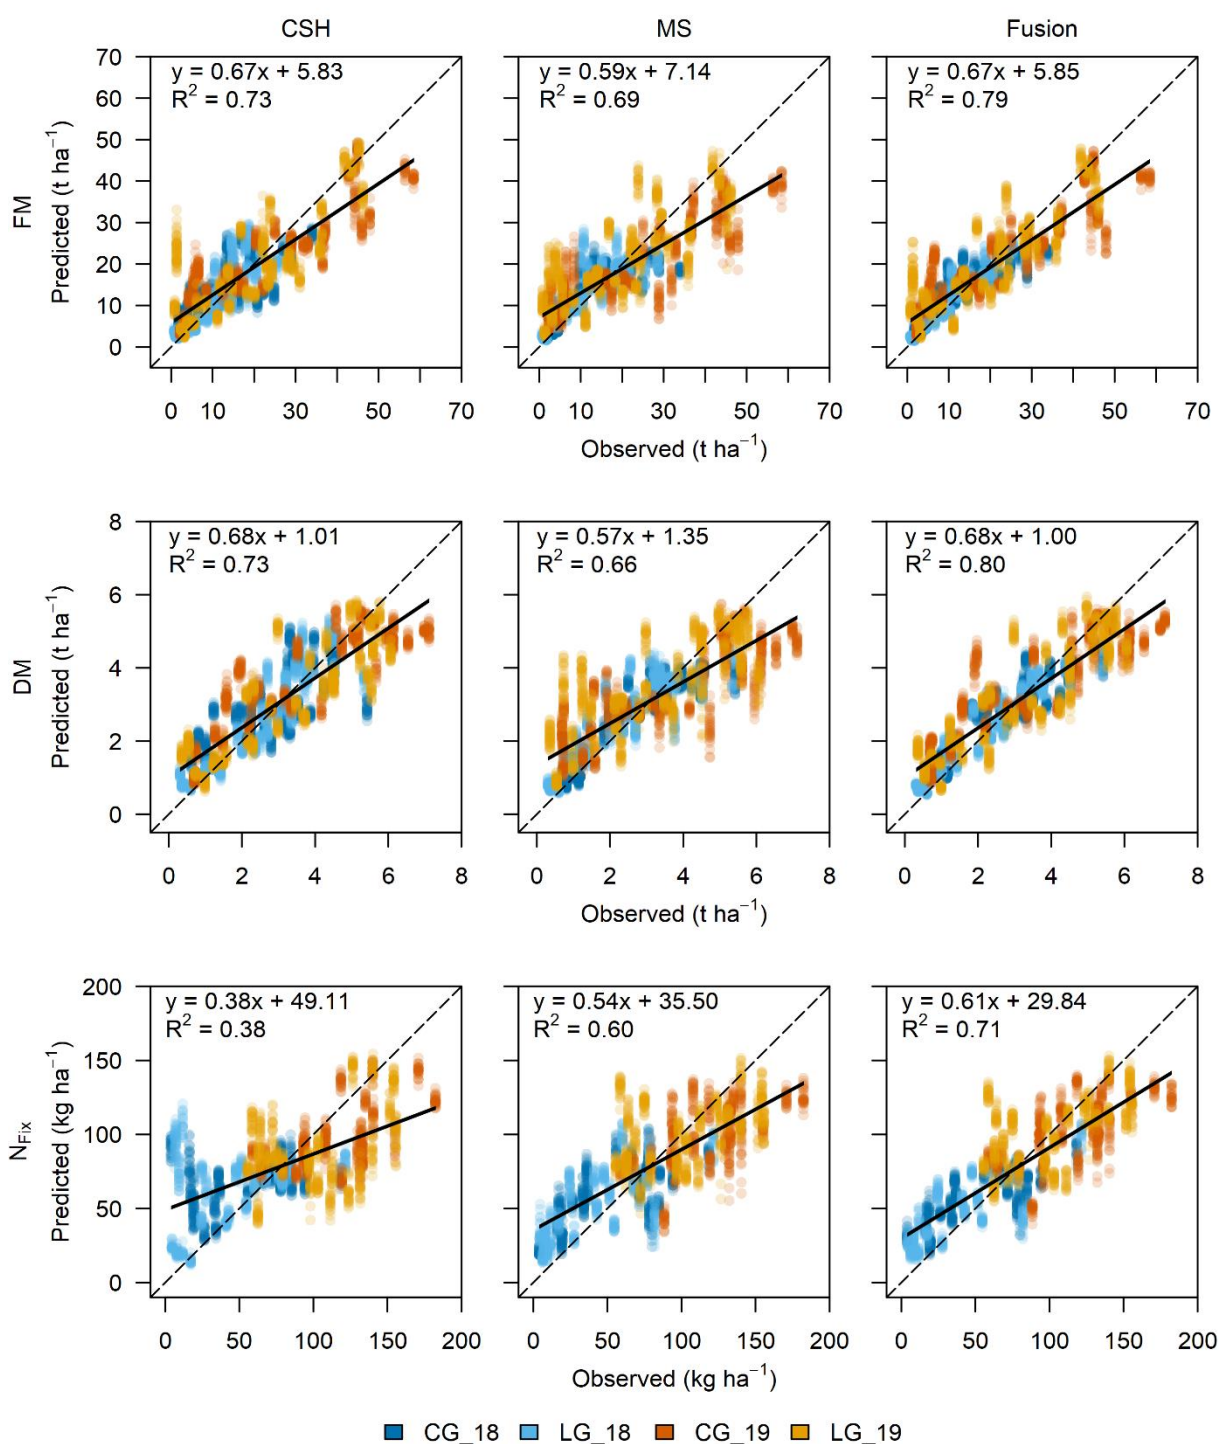 CSH MS Fusion
y = 0.67x + 5.83
R² = 0.73
y = 0.59x + 7.14
R² = 0.69
y = 0.67x + 5.85
R² = 0.79
FM
Predicted (t ha⁻¹)
70
60
50
40
30
20
10
0
0 10 30 50 70
0 10 30 50 70
0 10 30 50 70
Observed (t ha⁻¹)
y = 0.68x + 1.01
R² = 0.73
y = 0.57x + 1.35
R² = 0.66
y = 0.68x + 1.00
R² = 0.80
DM
Predicted (t ha⁻¹)
8
6
4
2
0
0 2 4 6 8
0 2 4 6 8
0 2 4 6 8
Observed (t ha⁻¹)
y = 0.38x + 49.11
R² = 0.38
y = 0.54x + 35.50
R² = 0.60
y = 0.61x + 29.84
R² = 0.71
N_Fix
Predicted (kg ha⁻¹)
200
150
100
50
0
0 50 100 150 200
0 50 100 150 200
0 50 100 150 200
Observed (kg ha⁻¹)
CG_18 LG_18 CG_19 LG_19